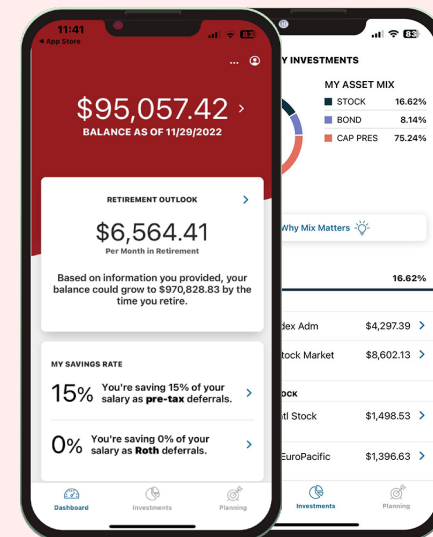 11:41
App Store
83
...
$95,057.42
BALANCE AS OF 11/29/2022
RETIREMENT OUTLOOK
$6,564.41
Per Month in Retirement
Based on information you provided, your
balance could grow to $970,828.83 by the
time you retire.
MY SAVINGS RATE
15% You're saving 15% of your
salary as pre-tax deferrals.
0% You're saving 0% of your
salary as Roth deferrals.
Dashboard Investments Planning
83
Y INVESTMENTS
MY ASSET MIX
STOCK 16.62%
BOND 8.14%
CAP PRES 75.24%
Why Mix Matters
16.62%
dex Adm $4,297.39
tock Market $8,602.13
OCK
tl Stock $1,498.53
EuroPacific $1,396.63
Investments Planning